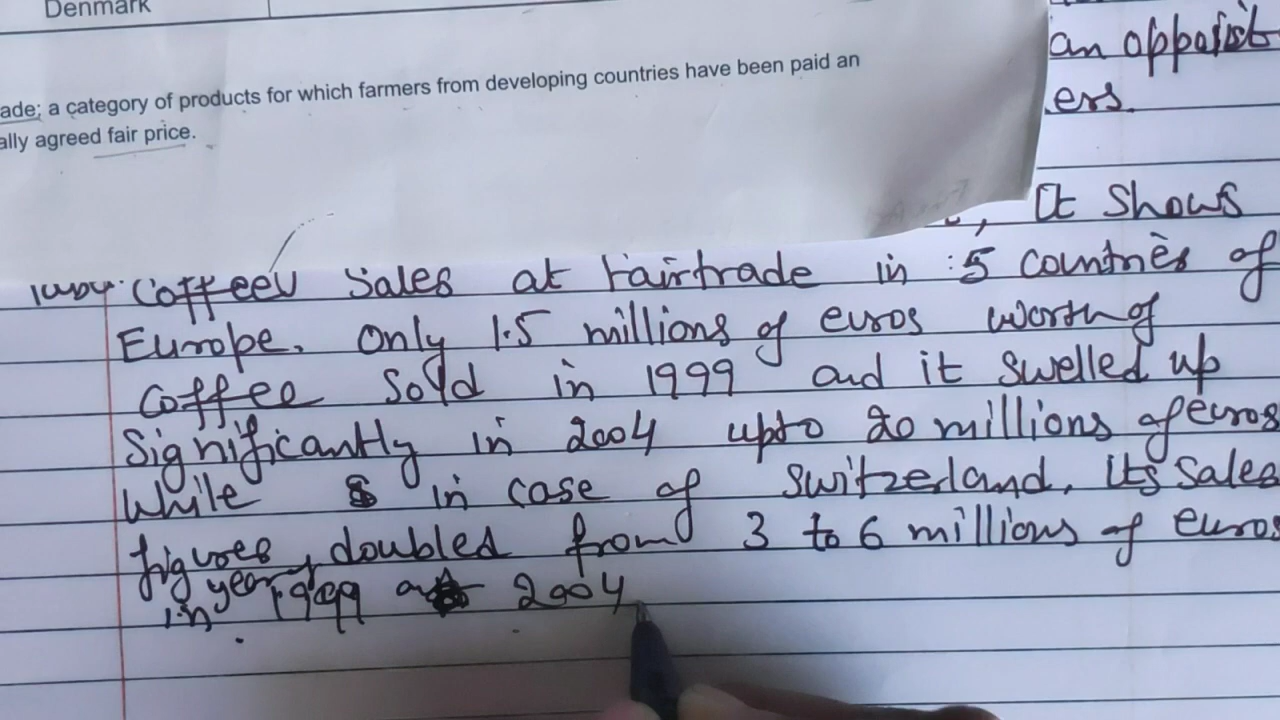 Denmark
ade; a category of products for which farmers from developing countries have been paid an
ally agreed fair price.
an opposit
ers.
It shows
Coffee sales at Fairtrade in 5 countries of
Europe. Only 1.5 millions of euros worth of
coffee sold in 1999 and it swelled up
significantly in 2004 upto 20 millions of euros
while in case of switzerland, its sales
figures, doubled from 3 to 6 millions of euros
in year 1999 2004